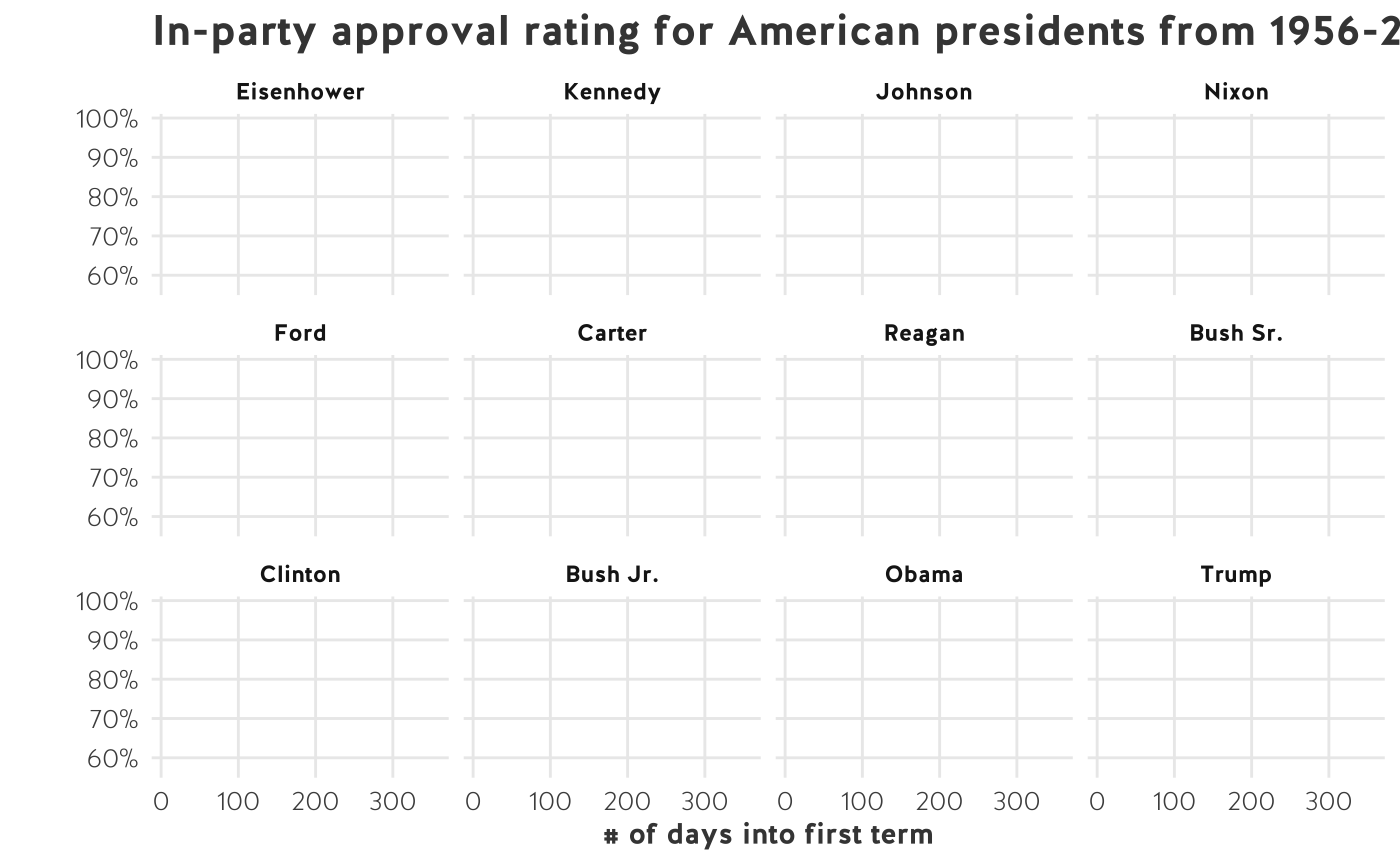 In-party approval rating for American presidents from 1956-2
Eisenhower Kennedy Johnson Nixon
100%
90%
80%
70%
60%
Ford Carter Reagan Bush Sr.
100%
90%
80%
70%
60%
Clinton Bush Jr. Obama Trump
100%
90%
80%
70%
60%
0 100 200 300 0 100 200 300 0 100 200 300 0 100 200 300
# of days into first term